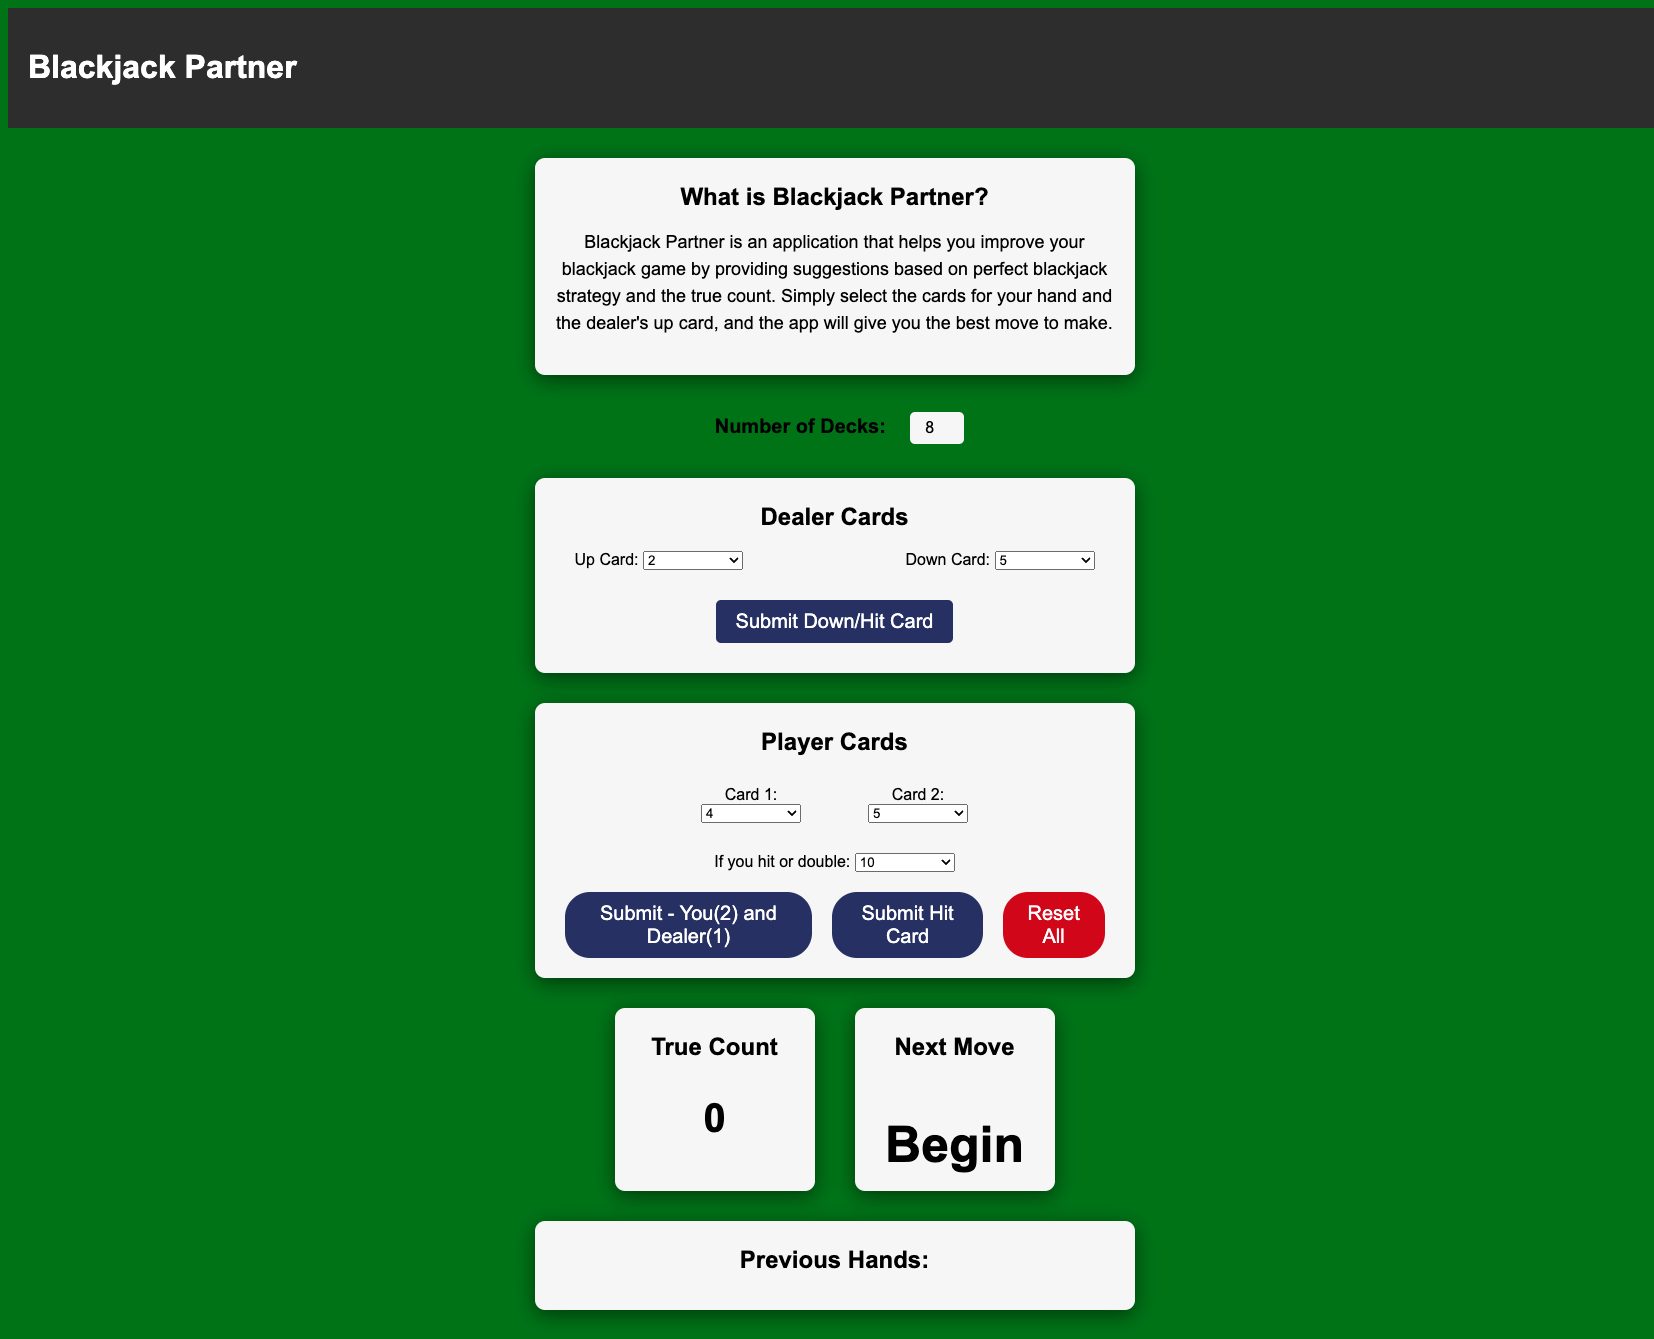 Blackjack Partner
What is Blackjack Partner?
Blackjack Partner is an application that helps you improve your
blackjack game by providing suggestions based on perfect blackjack
strategy and the true count. Simply select the cards for your hand and
the dealer's up card, and the app will give you the best move to make.
Number of Decks: 8
Dealer Cards
Up Card: 2 Down Card: 5
Submit Down/Hit Card
Player Cards
Card 1: Card 2:
4 5
If you hit or double: 10
Submit - You(2) and Submit Hit Reset
Dealer(1) Card All
True Count Next Move
0
Begin
Previous Hands: